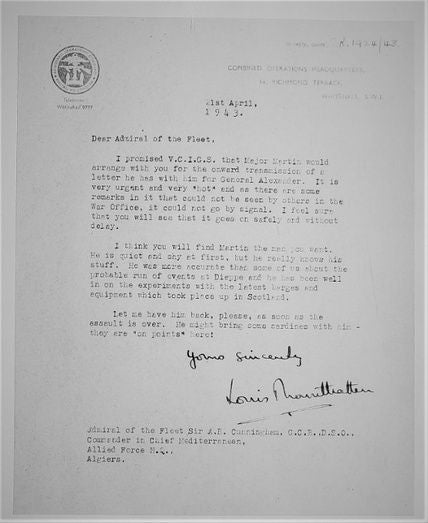 R.1924/43
COMBINED OPERATIONS HEADQUARTERS,
1A RICHMOND TERRACE,
WHITEHALL, S.W.1.
Telephone:
Whitehall 9777
21st April,
1943.
Dear Admiral of the Fleet,
I promised V.C.I.G.S. that Major Martin would
arrange with you for the onward transmission of a
letter he has with him for General Alexander. It is
very urgent and very "hot" and as there are some
remarks in it that could not be seen by others in the
War Office, it could not go by signal. I feel sure
that you will see that it goes on safely and without
delay.
I think you will find Martin the man you want.
He is quiet and shy at first, but he really knows his
stuff. He was more accurate than some of us about the
probable run of events at Dieppe and he has been well
in on the experiments with the latest barges and
equipment which took place up in Scotland.
Let me have him back, please, as soon as the
assault is over. He might bring some sardines with him -
they are "on points" here!
Yours sincerely
Louis Mountbatten
Admiral of the Fleet Sir A.B. Cunningham, G.C.B.,D.S.O.,
Commander in Chief Mediterranean,
Allied Force H.Q.,
Algiers.